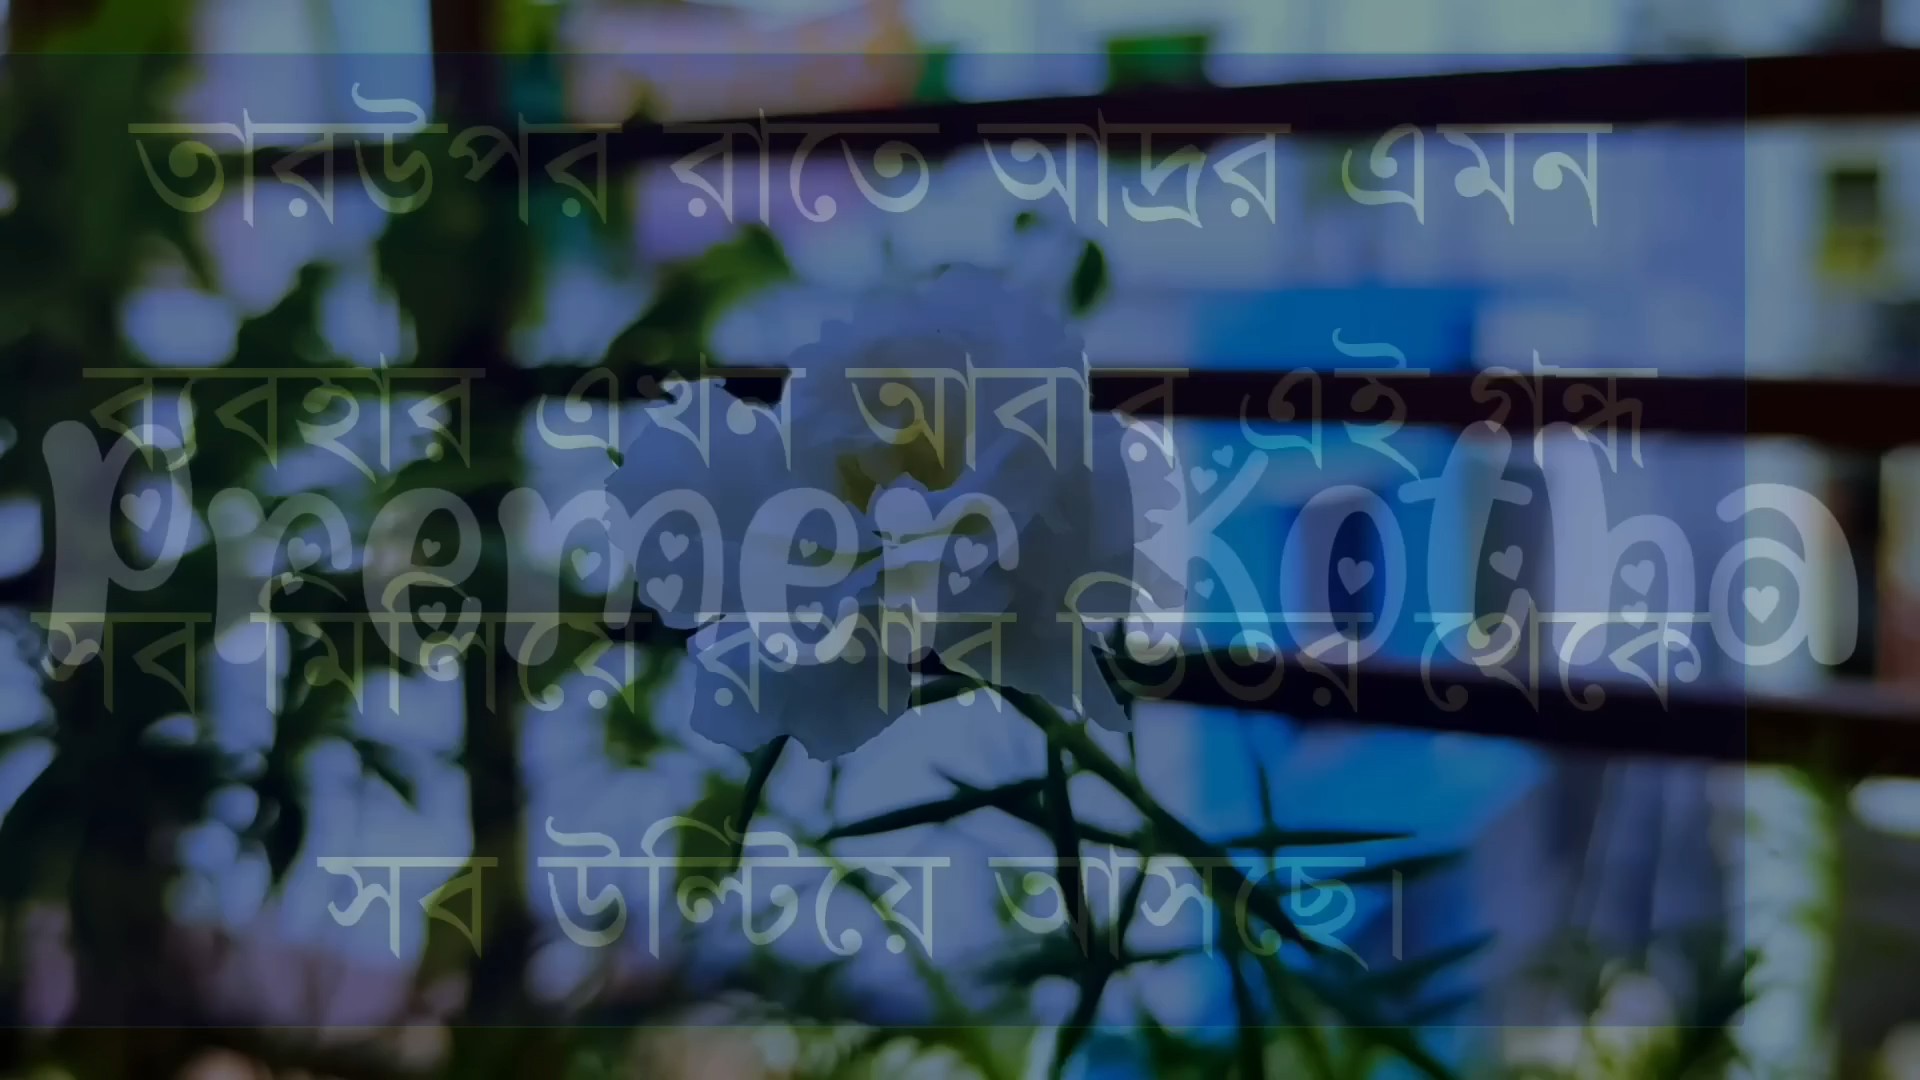 তারউপর রাতে আদ্রর এমন
ব্যবহার এখন আবার এই গন্ধ
Premer Kotha
সব মিলিয়ে রুপার ভিতর থেকে
সব উল্টিয়ে আসছে।